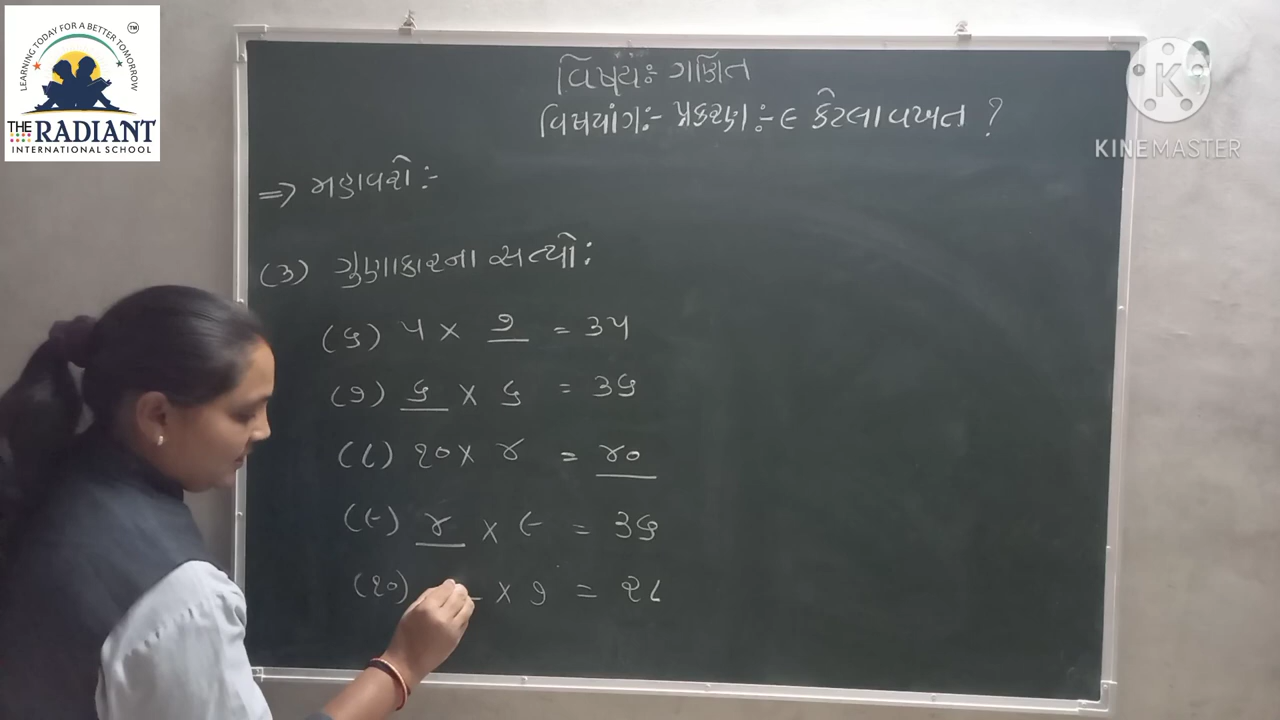 LEARNING TODAY FOR A BETTER TOMORROW
TM
THE RADIANT
INTERNATIONAL SCHOOL
K
KINEMASTER
વિષય:- ગણિત
વિષયાંગ:- પ્રકરણ:- ૯ કેટલા વખત ?
⇒ મહાવરો:-
(૩) ગુણાકારના સત્યો:
(૬) ૫ × ૭ = ૩૫
(૭) ૬ × ૬ = ૩૬
(૮) ૧૦ × ૪ = ૪૦
(૯) ૪ × ૯ = ૩૬
(૧૦) × ૭ = ૨૮